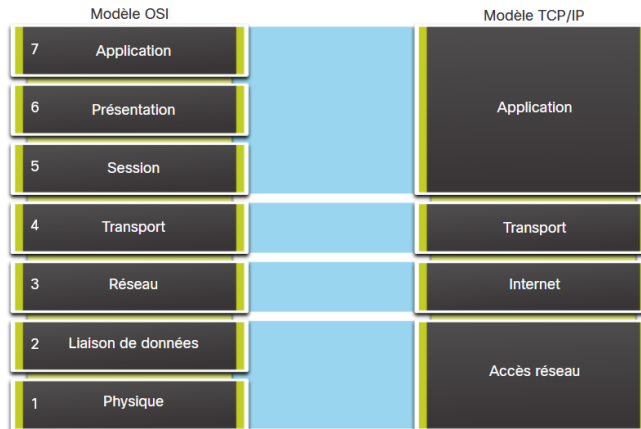 Modèle OSI
Modèle TCP/IP
7 Application
6 Présentation
5 Session
4 Transport
3 Réseau
2 Liaison de données
1 Physique
Application
Transport
Internet
Accès réseau